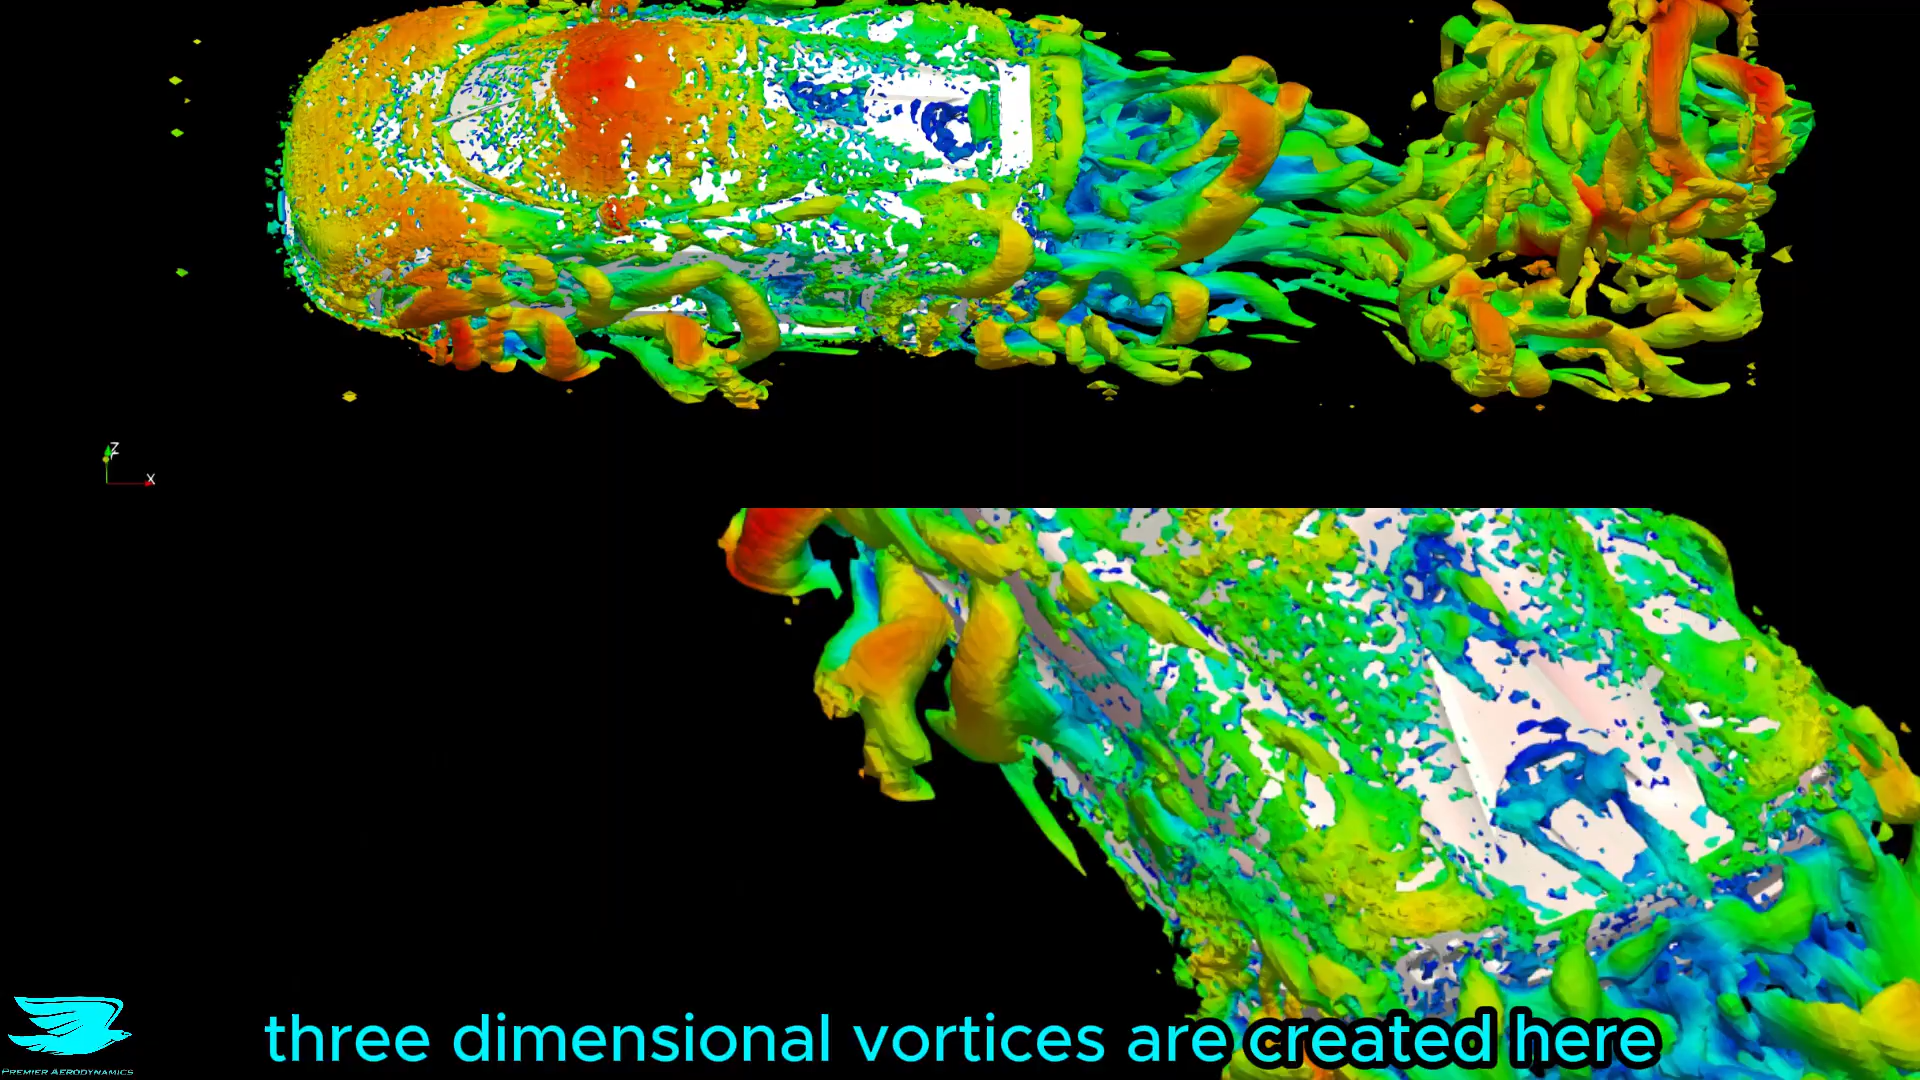 Z
X
three dimensional vortices are created here
PREMIER AERODYNAMICS